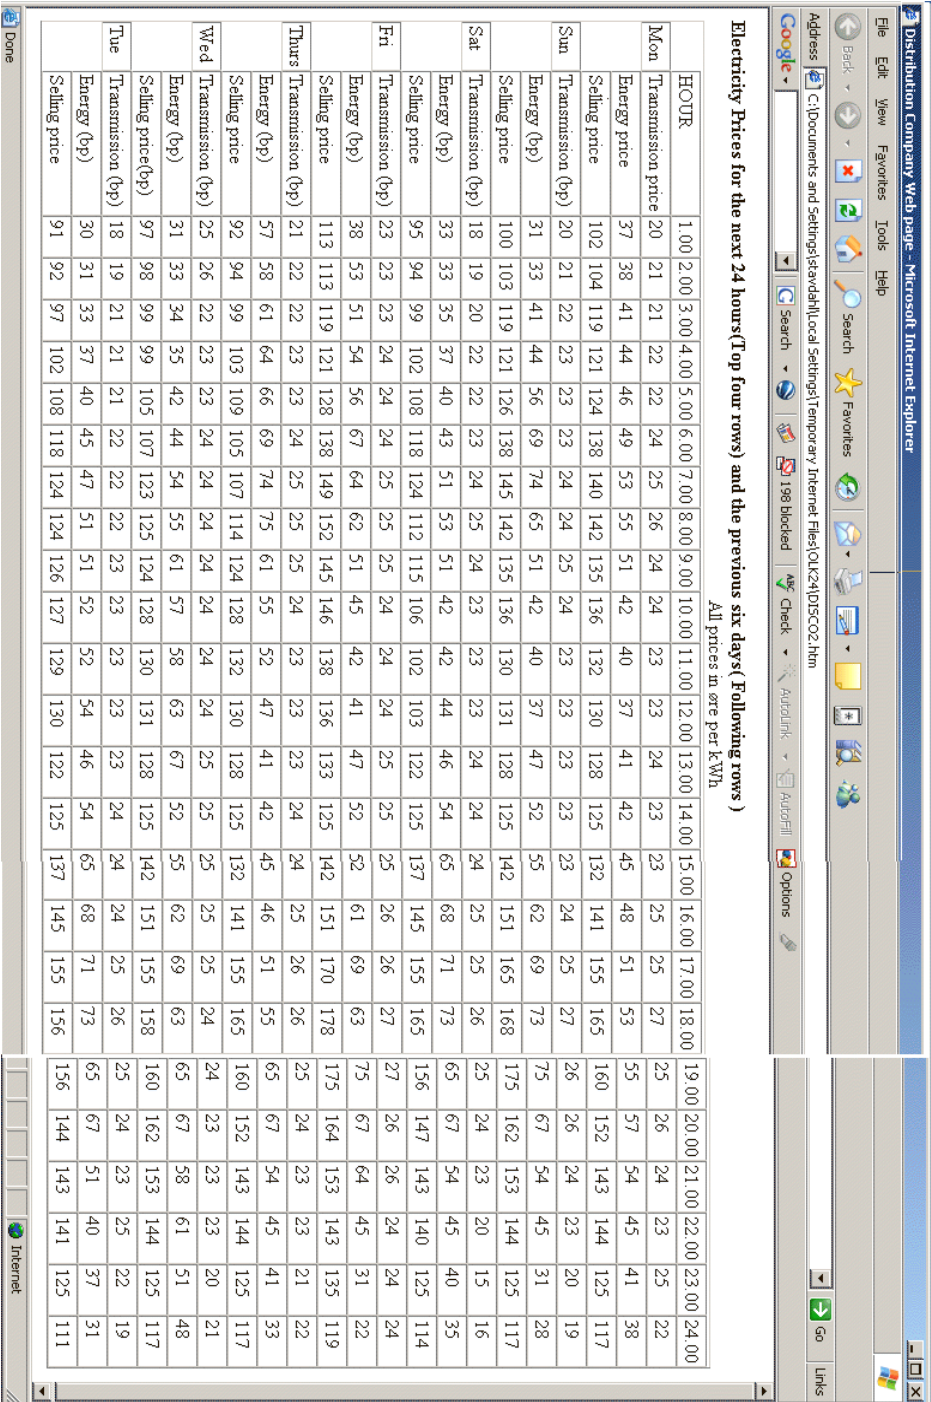 Distribution Company Web page - Microsoft Internet Explorer
File Edit View Favorites Tools Help
Back Search Favorites
Address C:\Documents and Settings\stavdahl\Local Settings\Temporary Internet Files\OLK24\DISCO2.htm Go Links
Google Search 198 blocked ABC Check AutoLink AutoFill Options
Electricity Prices for the next 24 hours(Top four rows) and the previous six days( Following rows )
All prices in øre per kWh
HOUR 1.00 2.00 3.00 4.00 5.00 6.00 7.00 8.00 9.00 10.00 11.00 12.00 13.00 14.00 15.00 16.00 17.00 18.00 19.00 20.00 21.00 22.00 23.00 24.00
Mon Transmission price 20 21 21 22 22 24 25 26 24 24 23 23 24 23 23 25 25 27 25 26 24 23 25 22
Energy price 37 38 41 44 46 49 53 55 51 42 40 37 41 42 45 48 51 53 55 57 54 45 41 38
Selling price 102 104 119 121 124 138 140 142 135 136 132 130 128 125 132 141 155 165 160 152 143 144 125 117
Sun Transmission (bp) 20 21 22 23 23 23 24 24 25 24 23 23 23 23 23 24 25 27 26 26 24 23 20 19
Energy (bp) 31 33 41 44 56 69 74 65 51 42 40 37 47 52 55 62 69 73 75 67 54 45 31 28
Selling price 100 103 119 121 126 138 145 142 135 136 130 131 128 125 142 151 165 168 175 162 153 144 125 117
Sat Transmission (bp) 18 19 20 22 22 23 24 25 24 23 23 24 24 24 24 25 25 26 25 24 23 20 15 16
Energy (bp) 33 33 35 37 40 43 51 53 51 42 42 44 46 54 65 68 71 73 65 67 54 45 40 35
Selling price 95 94 99 102 108 118 124 112 115 106 102 103 122 125 137 145 155 165 156 147 143 140 125 114
Fri Transmission (bp) 23 23 23 24 24 24 25 25 25 24 24 24 25 25 25 26 26 27 27 26 26 24 24 24
Energy (bp) 38 53 51 54 56 67 64 62 51 45 42 41 47 52 52 61 69 63 75 67 64 45 31 22
Selling price 113 113 119 121 128 138 149 152 145 146 138 136 133 125 142 151 170 178 175 164 153 143 135 119
Thurs Transmission (bp) 21 22 22 23 23 24 25 25 25 24 23 23 23 24 24 25 26 26 25 24 23 23 21 22
Energy (bp) 57 58 61 64 66 69 74 75 61 55 52 47 41 42 45 46 51 55 65 67 54 45 41 33
Selling price 92 94 99 103 109 105 107 114 124 128 132 130 128 125 132 141 155 165 160 152 143 144 125 117
Wed Transmission (bp) 25 26 22 23 23 24 24 24 24 24 24 24 25 25 25 25 25 24 24 23 23 23 20 21
Energy (bp) 31 33 34 35 42 44 54 55 61 57 58 63 67 52 55 62 69 63 65 67 58 61 51 48
Selling price(bp) 97 98 99 99 105 107 123 125 124 128 130 131 128 125 142 151 155 158 160 162 153 144 125 117
Tue Transmission (bp) 18 19 21 21 21 22 22 22 23 23 23 23 23 24 24 24 25 26 25 24 23 25 22 19
Energy (bp) 30 31 33 37 40 45 47 51 51 52 52 54 46 54 65 68 71 73 65 67 51 40 37 31
Selling price 91 92 97 102 108 118 124 124 126 127 129 130 122 125 137 145 155 156 156 144 143 141 125 111
Done Internet